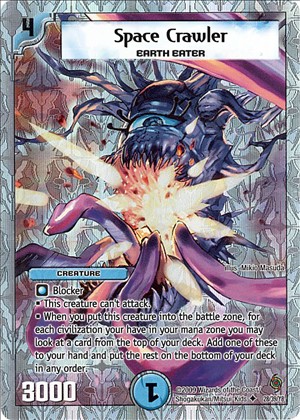 4
Space Crawler
EARTH EATER
Illus. Mikio Masuda
CREATURE
Blocker
▪ This creature can't attack.
▪ When you put this creature into the battle zone, for
each civilization you have in your mana zone you may
look at a card from the top of your deck. Add one of these
to your hand and put the rest on the bottom of your deck
in any order.
3000
1
©2009 Wizards of the Coast/
Shogakukan/Mitsui-Kids